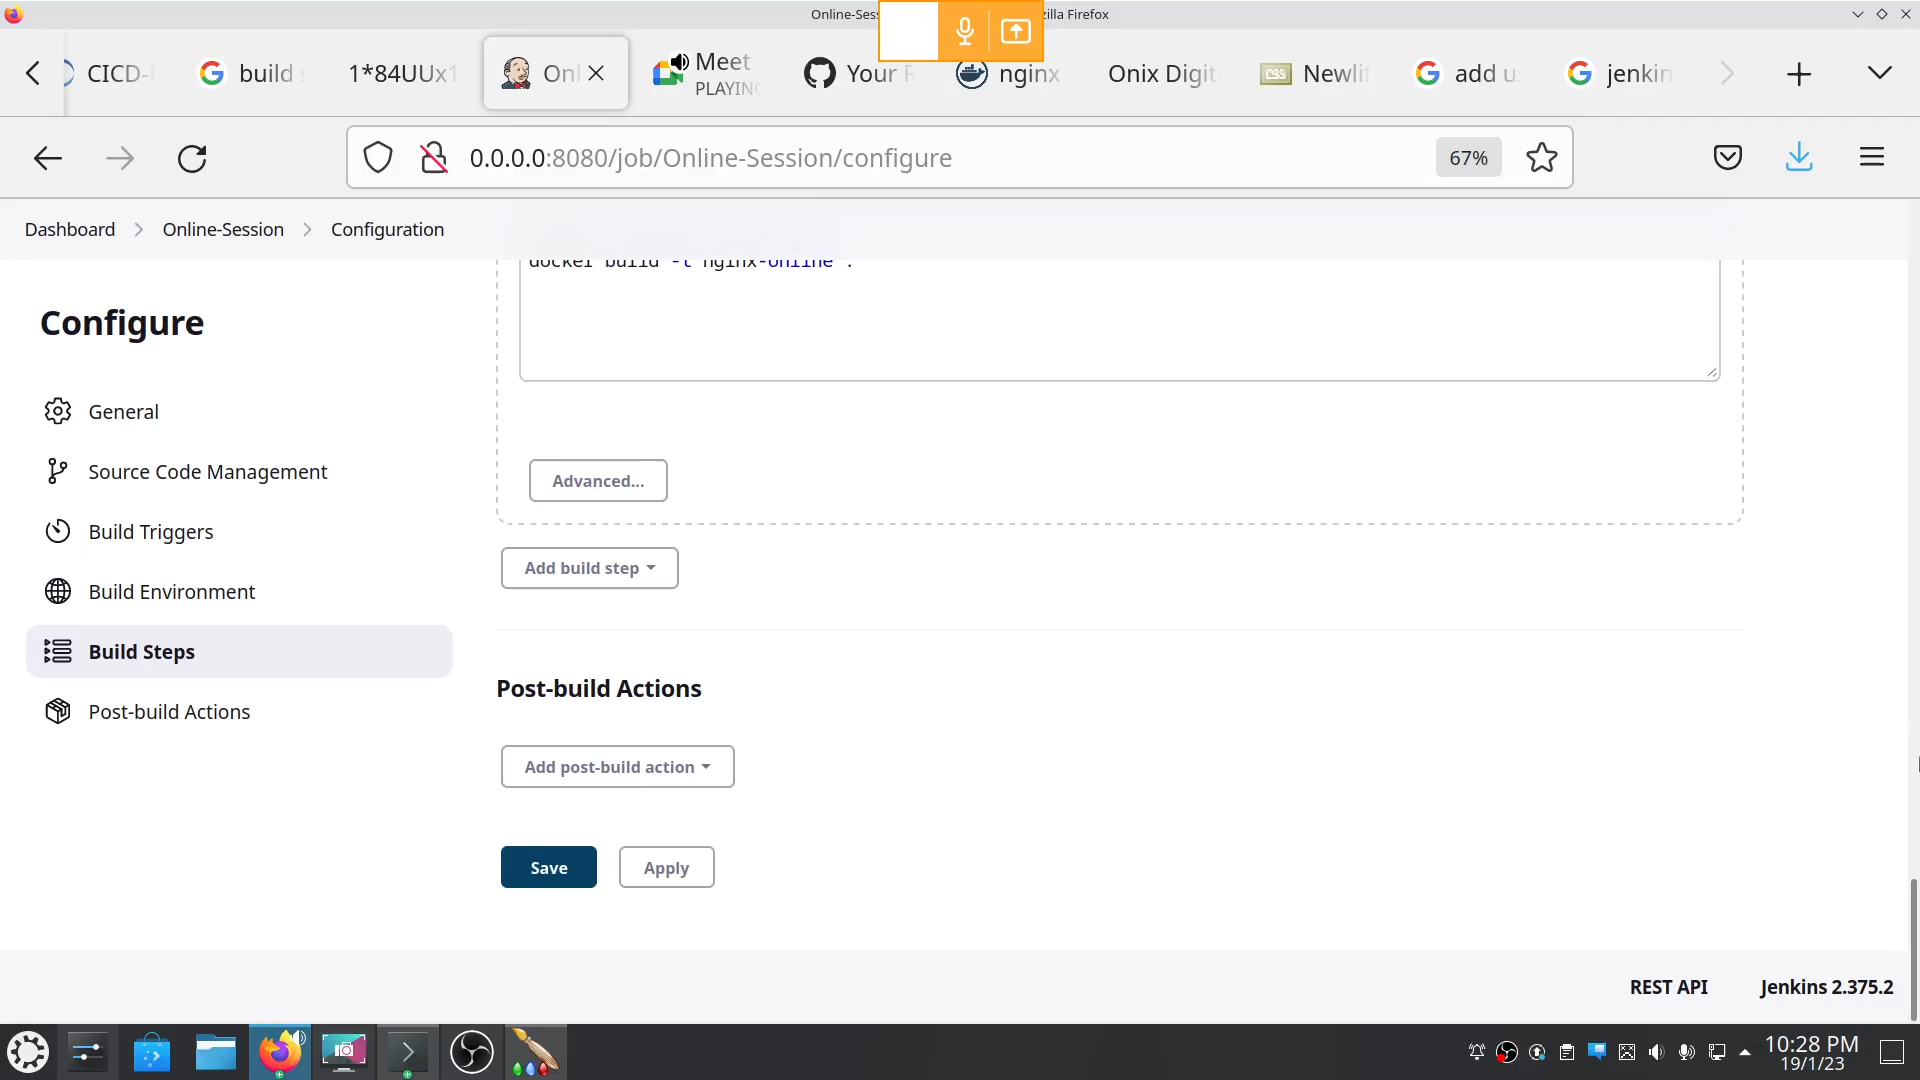 Online-Ses
zilla Firefox
CICD-
build
1*84UUx1
Onl
Meet
PLAYING
Your R
nginx
Onix Digit
CSS
Newli
add u
jenkin
0.0.0.0:8080/job/Online-Session/configure
67%
Dashboard
Online-Session
Configuration
docker build -t nginx-online .
Configure
General
Source Code Management
Build Triggers
Build Environment
Build Steps
Post-build Actions
Advanced...
Add build step
Post-build Actions
Add post-build action
Save
Apply
REST API
Jenkins 2.375.2
10:28 PM
19/1/23